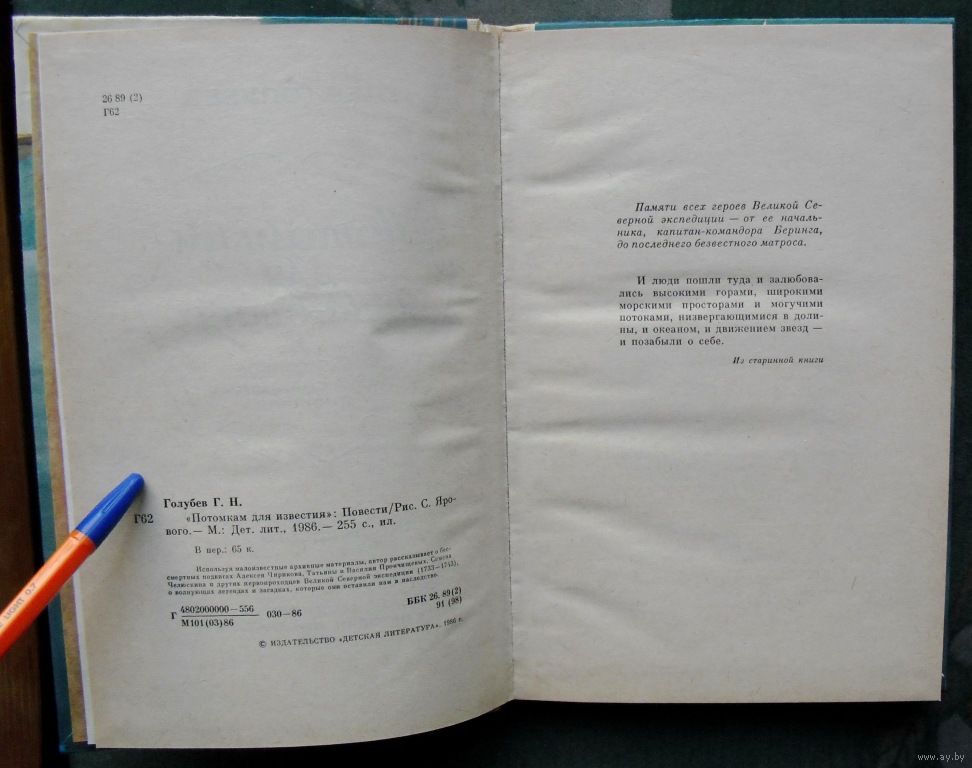 26 89 (2)
Г62
Голубев Г. Н.
Г62 «Потомкам для известия»: Повести/Рис. С. Яро-
вого.— М.: Дет. лит., 1986.— 255 с., ил.
В пер.: 65 к.
Используя малоизвестные архивные материалы, автор рассказывает о бес-
смертных подвигах Алексея Чирикова, Татьяны и Василия Прончищевых, Семена
Челюскина и других первопроходцев Великой Северной экспедиции (1733—1743),
о волнующих легендах и загадках, которые они оставили нам в наследство.
Г 4802000000—556
М101(03)86
030—86
ББК 26. 89(2)
91 (98)
© ИЗДАТЕЛЬСТВО «ДЕТСКАЯ ЛИТЕРАТУРА», 1986 г.
Памяти всех героев Великой Се-
верной экспедиции — от ее началь-
ника, капитан-командора Беринга,
до последнего безвестного матроса.
И люди пошли туда и залюбова-
лись высокими горами, широкими
морскими просторами и могучими
потоками, низвергающимися в доли-
ны, и океаном, и движением звезд —
и позабыли о себе.
Из старинной книги
www.ay.by